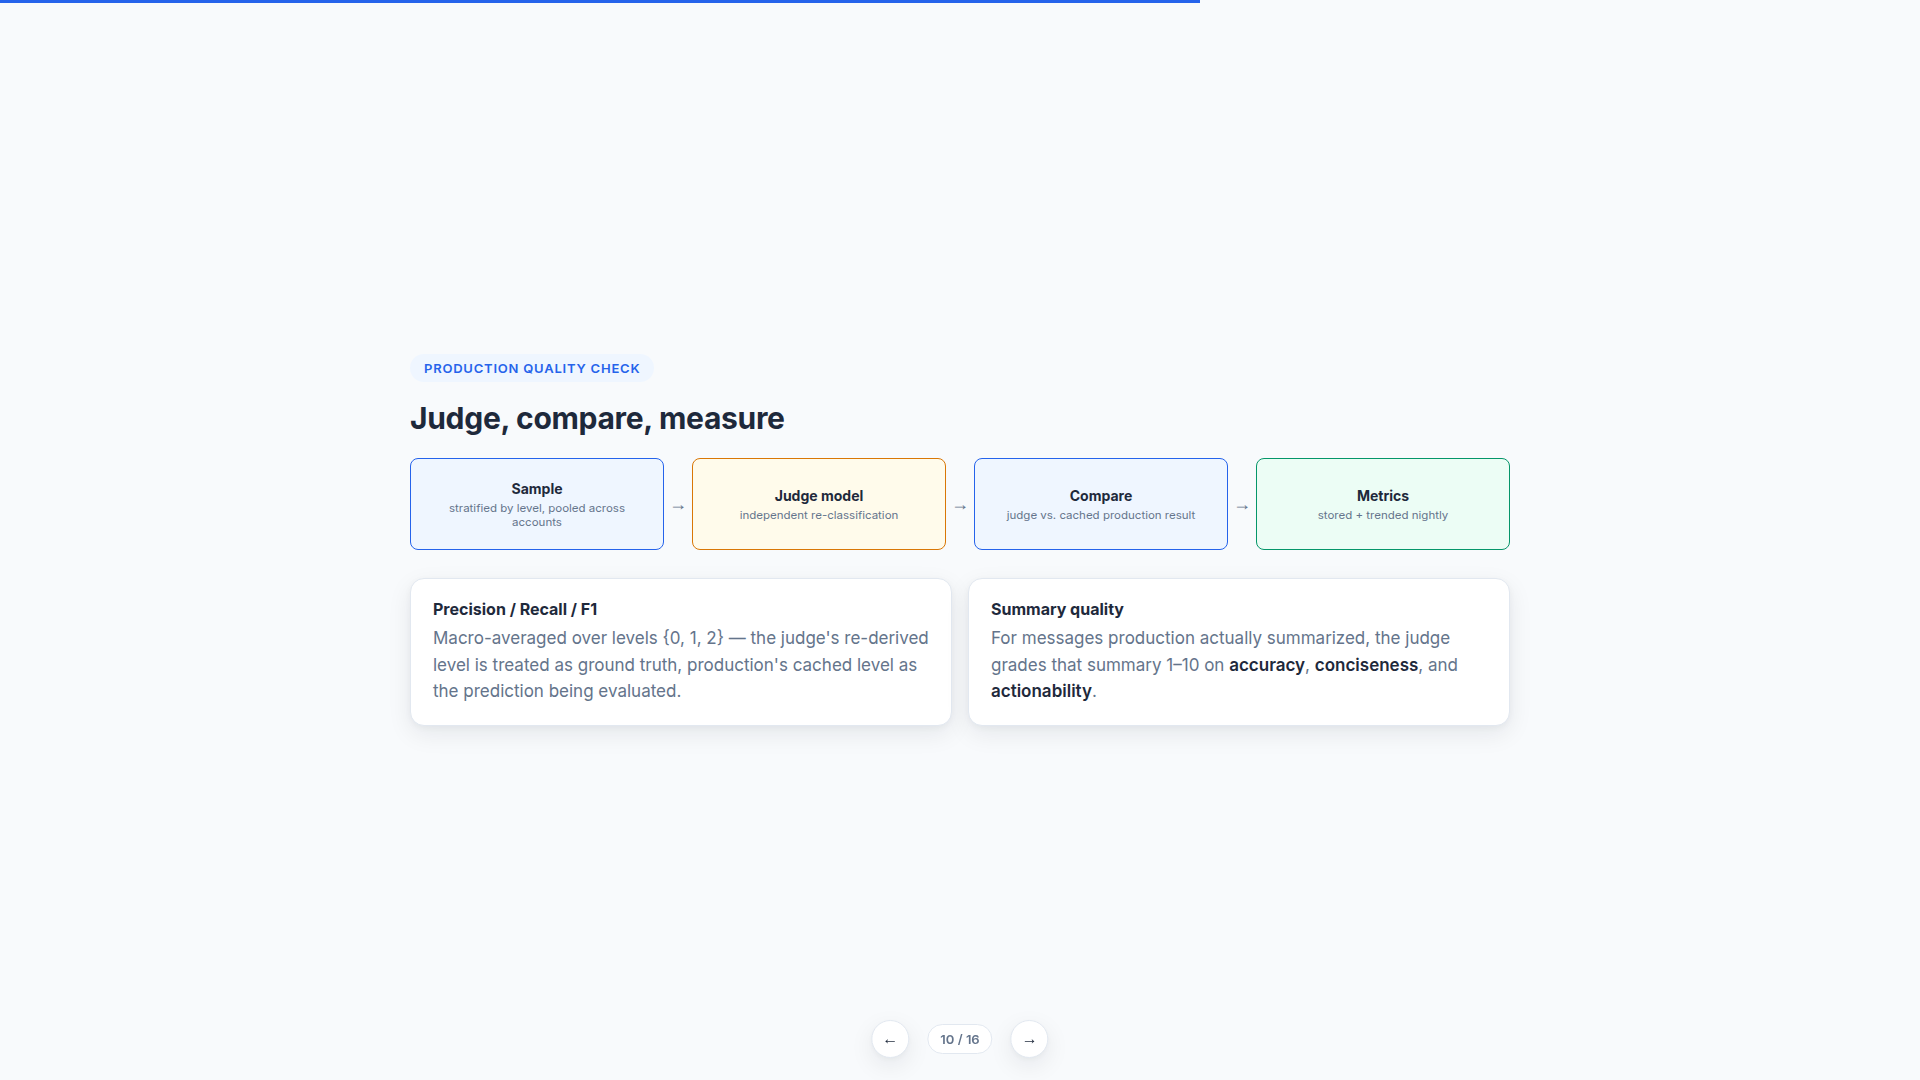 PRODUCTION QUALITY CHECK
Judge, compare, measure
Sample
stratified by level, pooled across
accounts
→
Judge model
independent re-classification
→
Compare
judge vs. cached production result
→
Metrics
stored + trended nightly
Precision / Recall / F1
Macro-averaged over levels {0, 1, 2} — the judge's re-derived
level is treated as ground truth, production's cached level as
the prediction being evaluated.
Summary quality
For messages production actually summarized, the judge
grades that summary 1–10 on accuracy, conciseness, and
actionability.
← 10 / 16 →